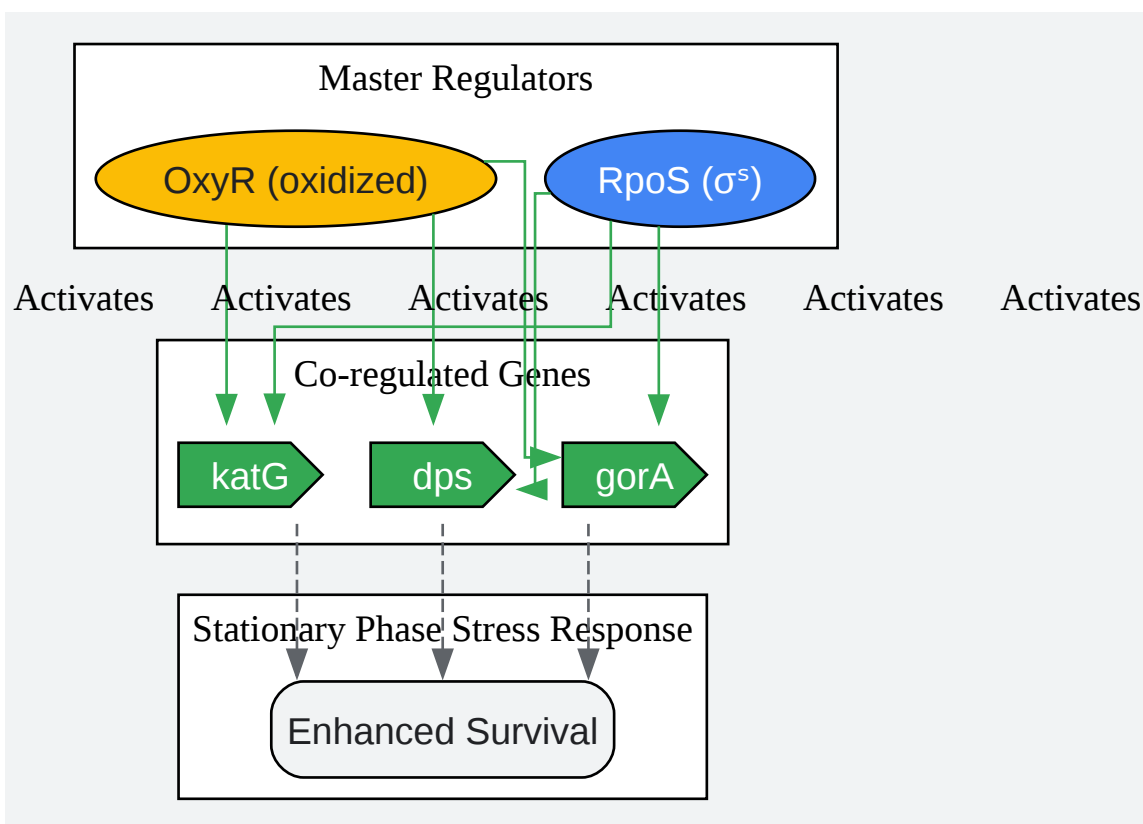 Master Regulators
OxyR (oxidized)
RpoS (σˢ)
Activates Activates Activates Activates Activates Activates
Co-regulated Genes
katG
dps
gorA
Stationary Phase Stress Response
Enhanced Survival